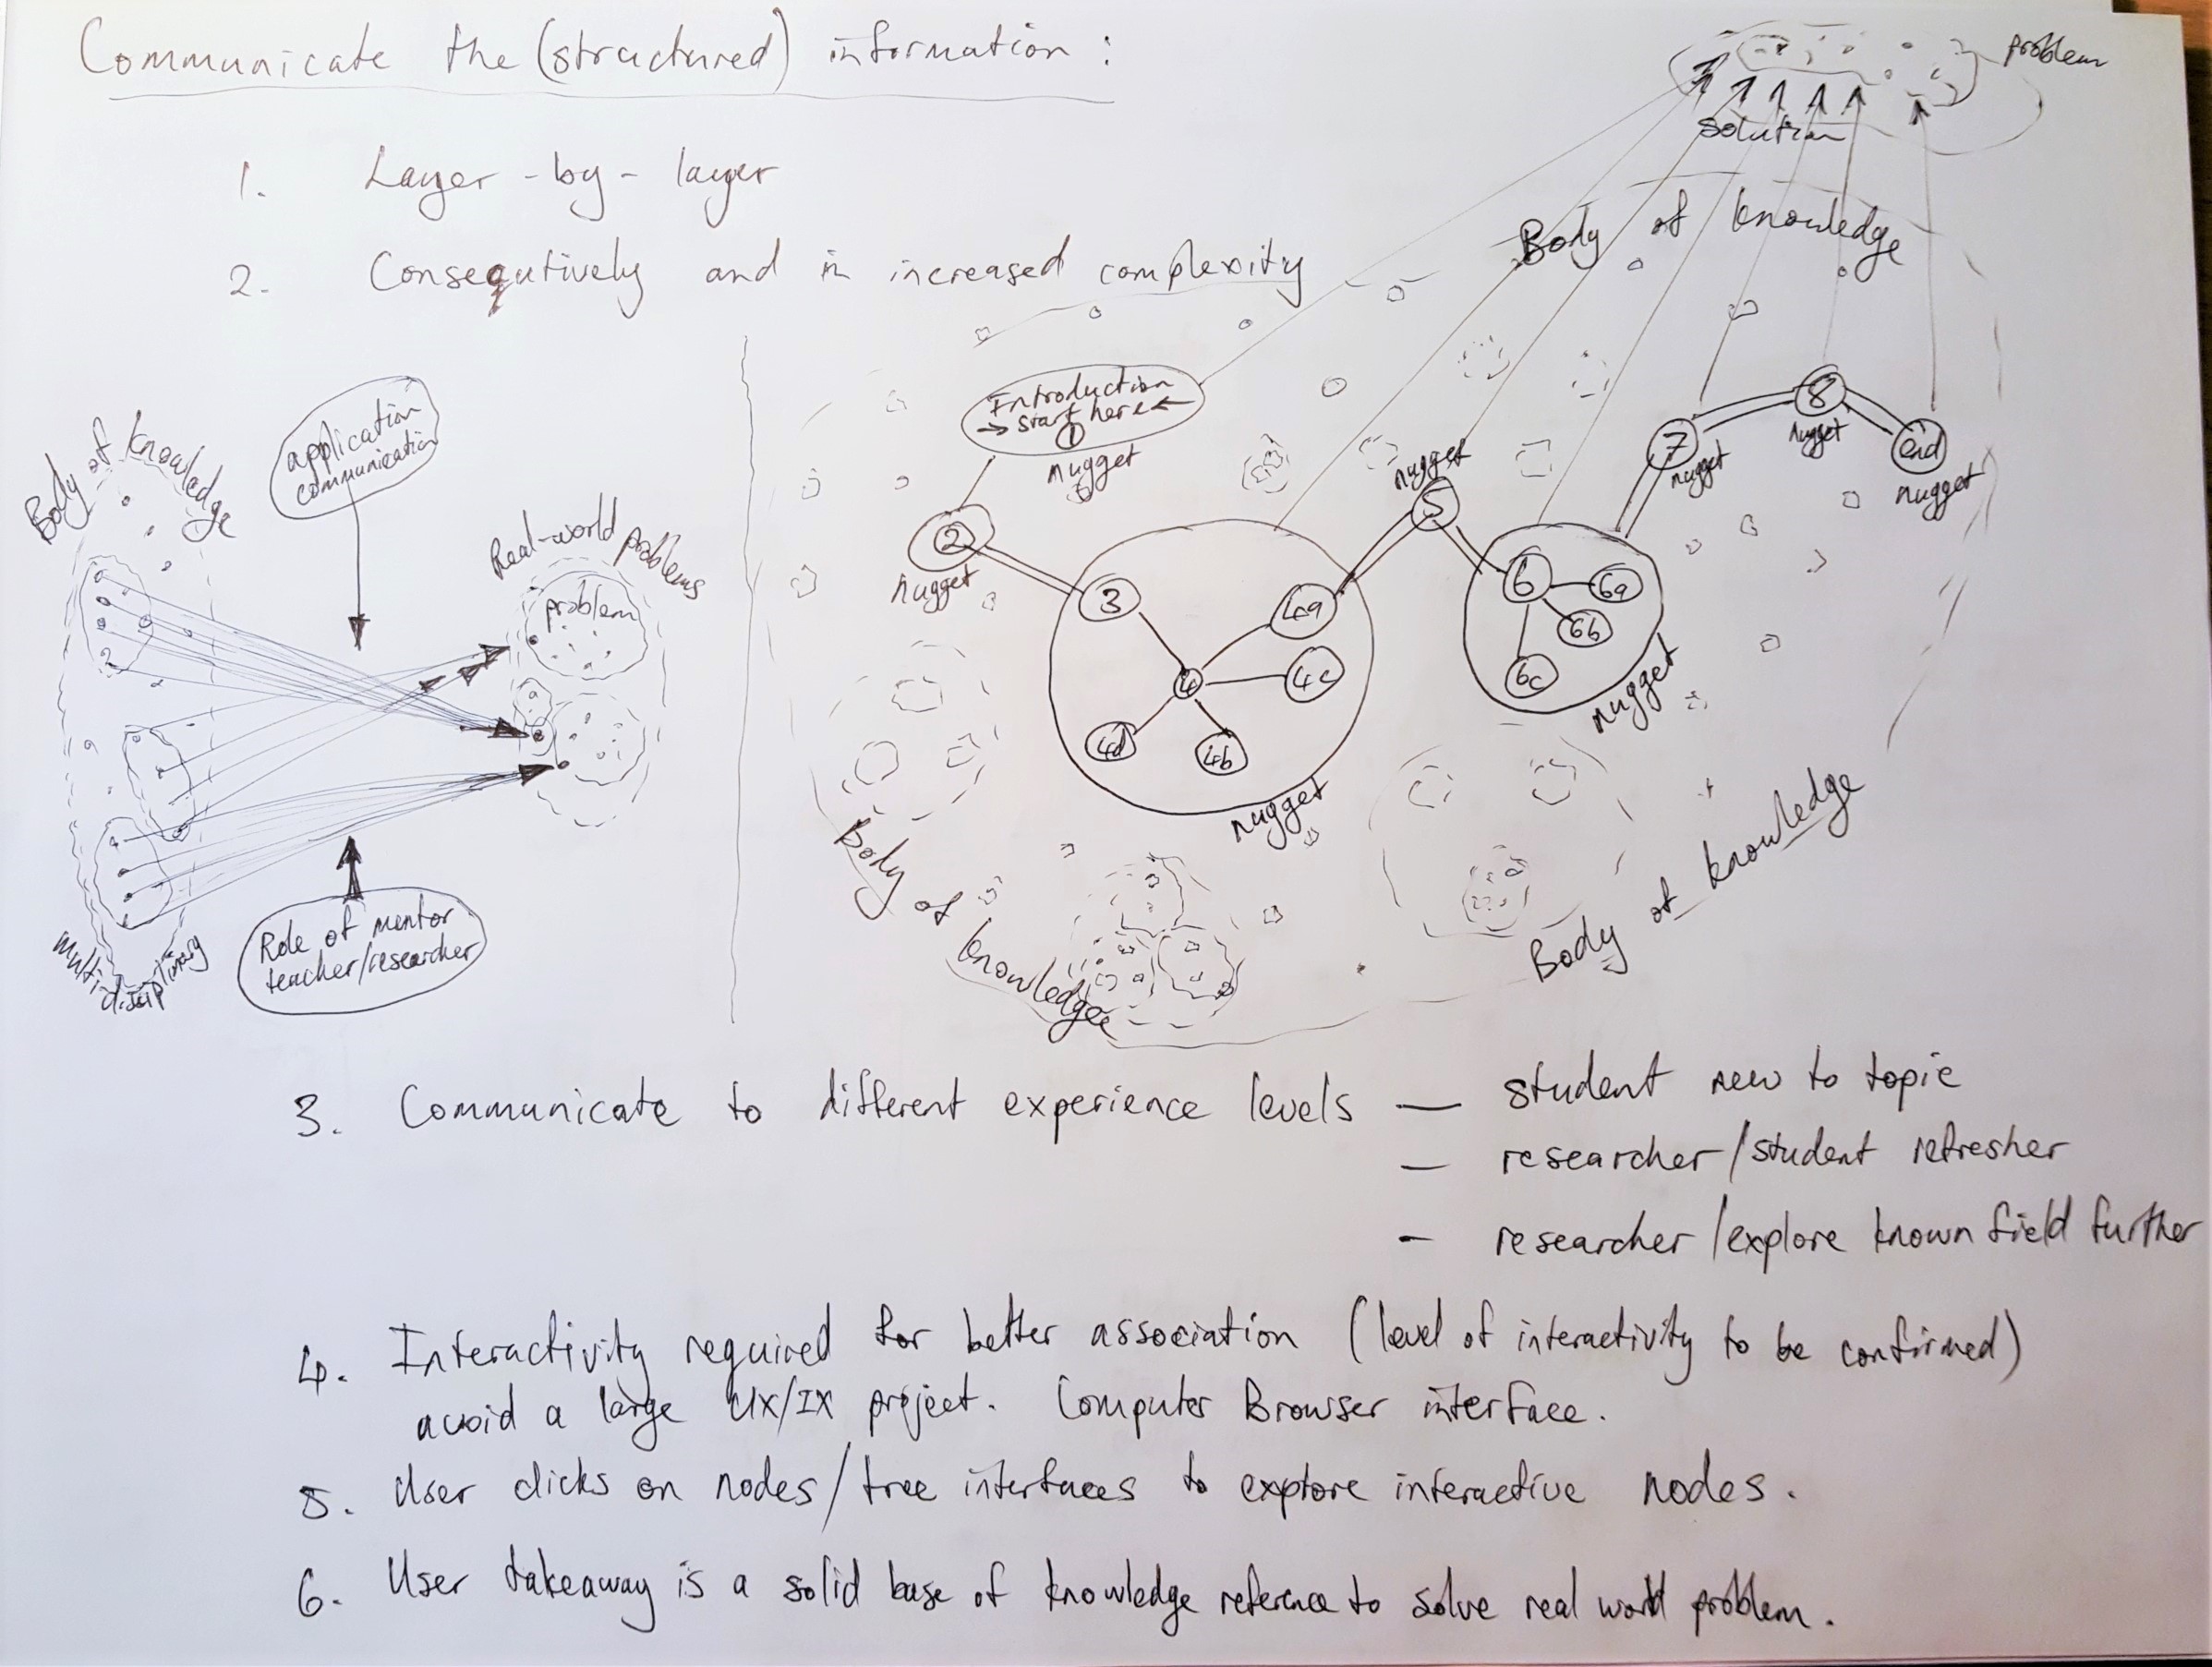 Communicate the (structured) information :
problem
solution
1. Layer - by - layer
2. Consequtively and in increased complexity
Body of knowledge
application
communication
Body of knowledge
Real-world problems
problem
Multi disciplinary
Role of mentor
teacher/researcher
Introduction
→ start here ←
1
nugget
2
nugget
3
4
4a
4c
4d
4b
nugget
5
nugget
6
6a
6b
6c
nugget
7
nugget
8
nugget
end
nugget
Body of knowledge
Body of knowledge
3. Communicate to different experience levels — student new to topic
— researcher/student refresher
- researcher/explore known field further
4. Interactivity required for better association (level of interactivity to be confirmed)
avoid a large UX/IX project. Computer Browser interface.
5. User clicks on nodes/tree interfaces to explore interactive nodes.
6. User takeaway is a solid base of knowledge reference to solve real world problem.